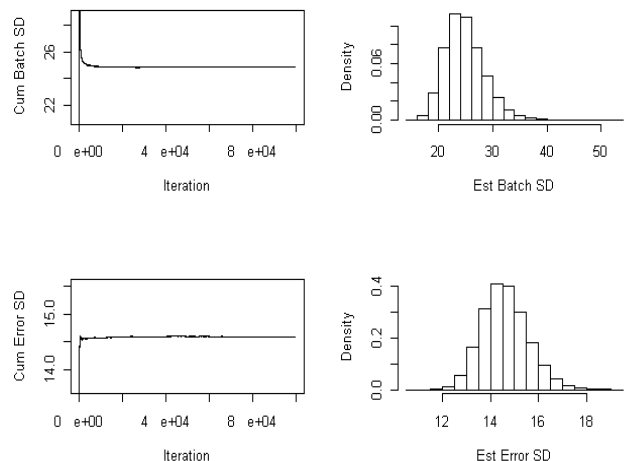 Cum Batch SD
22 26
0 e+00 4 e+04 8 e+04
Iteration
Density
0.00 0.06
20 30 40 50
Est Batch SD
Cum Error SD
14.0 15.0
0 e+00 4 e+04 8 e+04
Iteration
Density
0.0 0.2 0.4
12 14 16 18
Est Error SD